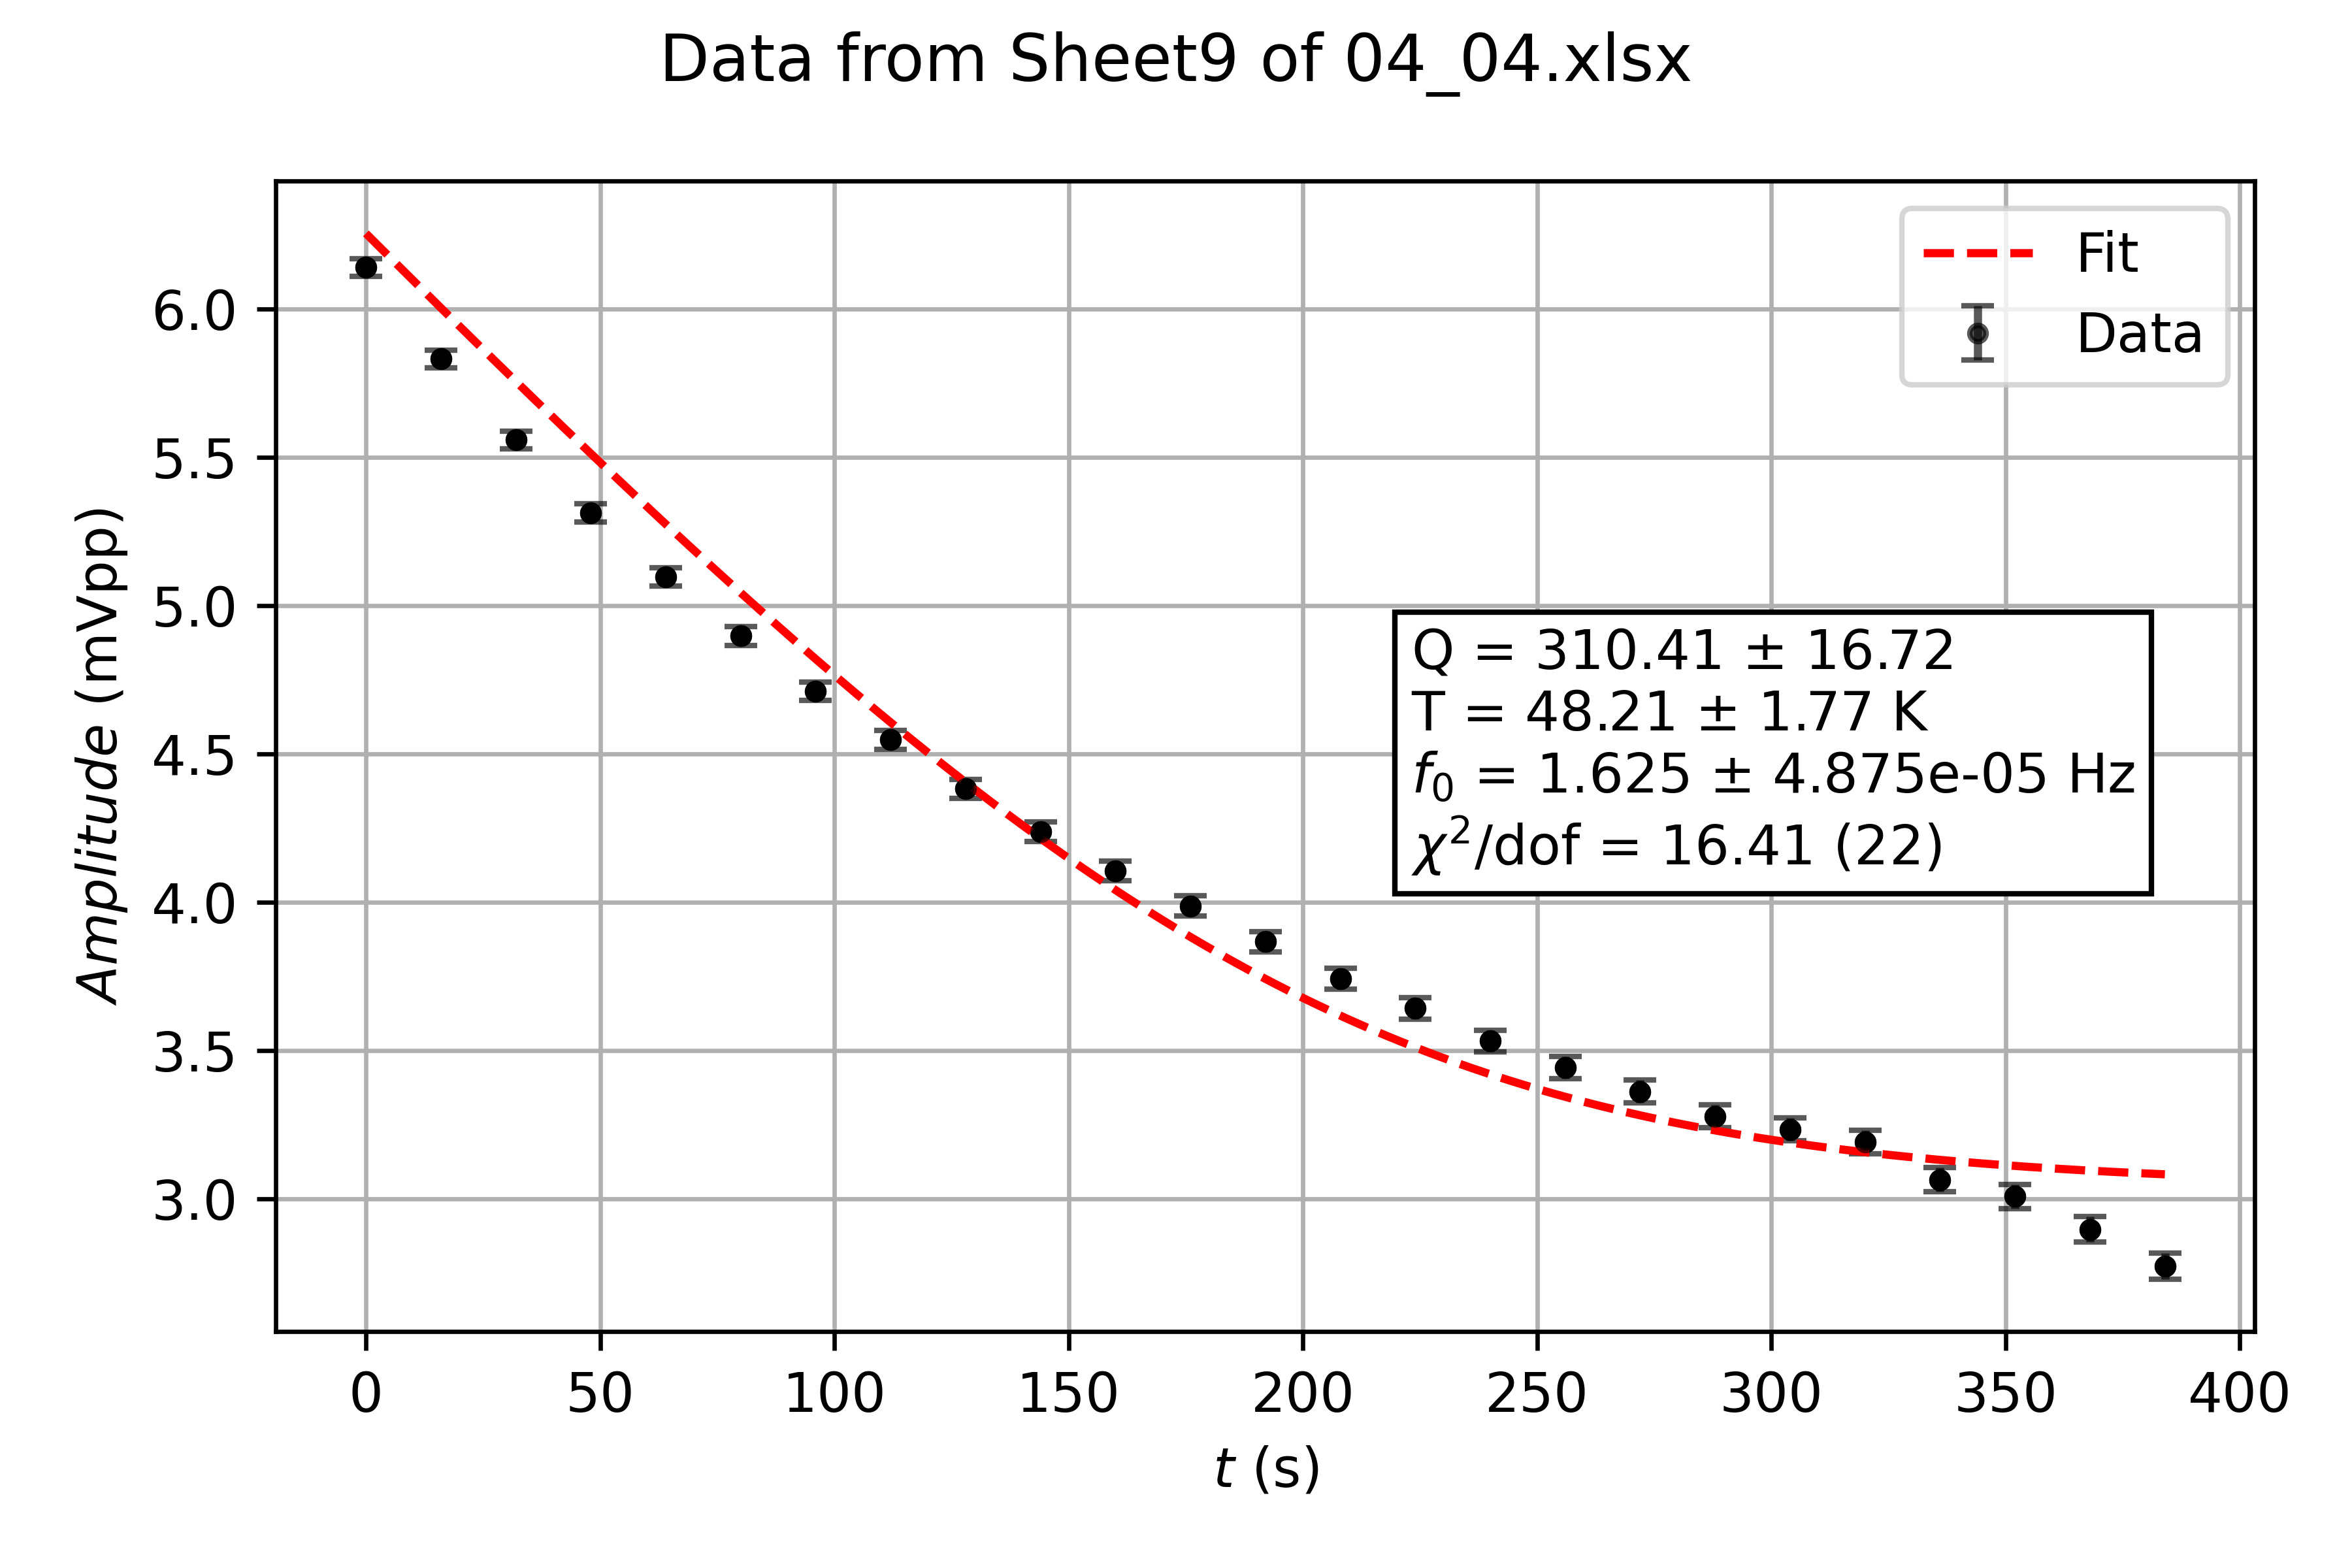 Data from Sheet9 of 04_04.xlsx
Fit
Data
6.0
5.5
5.0
4.5
4.0
3.5
3.0
Amplitude (mVpp)
Q = 310.41 ± 16.72
T = 48.21 ± 1.77 K
f₀ = 1.625 ± 4.875e-05 Hz
χ²/dof = 16.41 (22)
0 50 100 150 200 250 300 350 400
t (s)